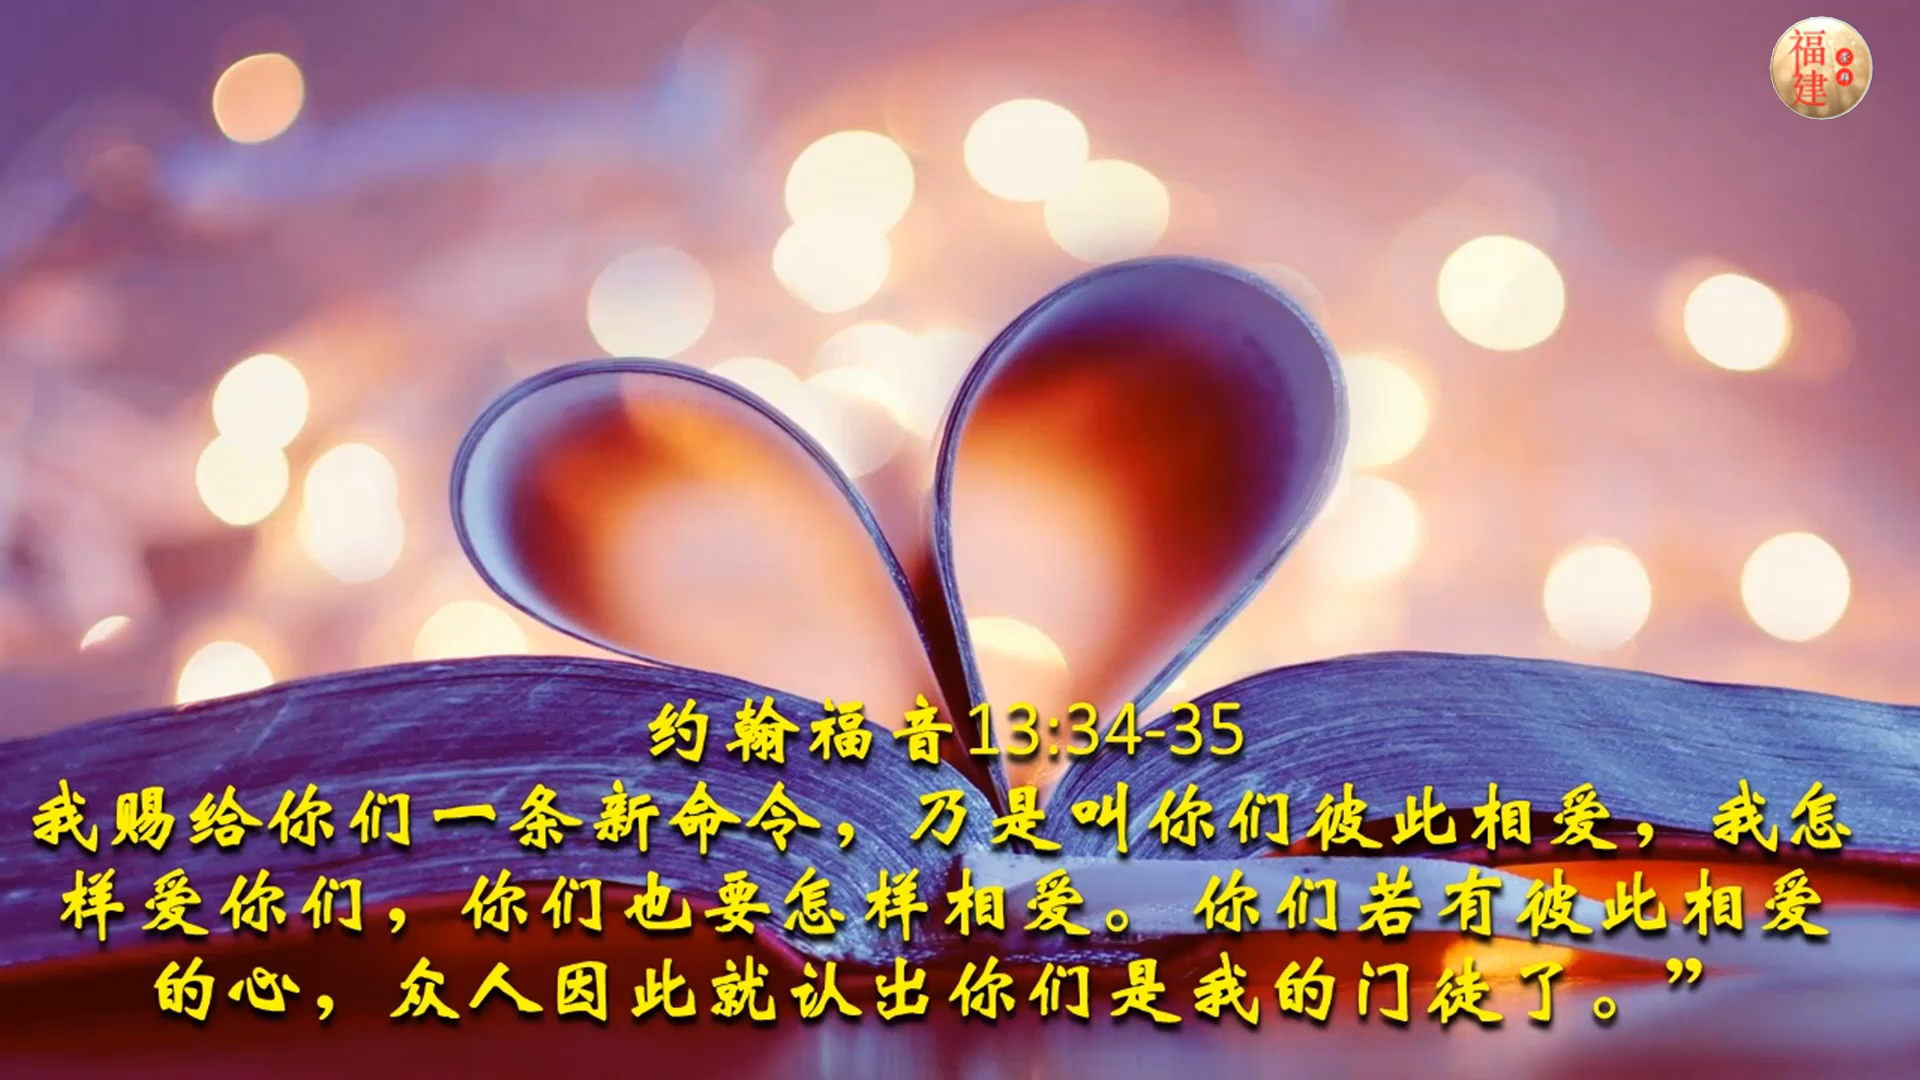 福建
约翰福音13:34-35
我赐给你们一条新命令，乃是叫你们彼此相爱，我怎
样爱你们，你们也要怎样相爱。你们若有彼此相爱
的心，众人因此就认出你们是我的门徒了。”